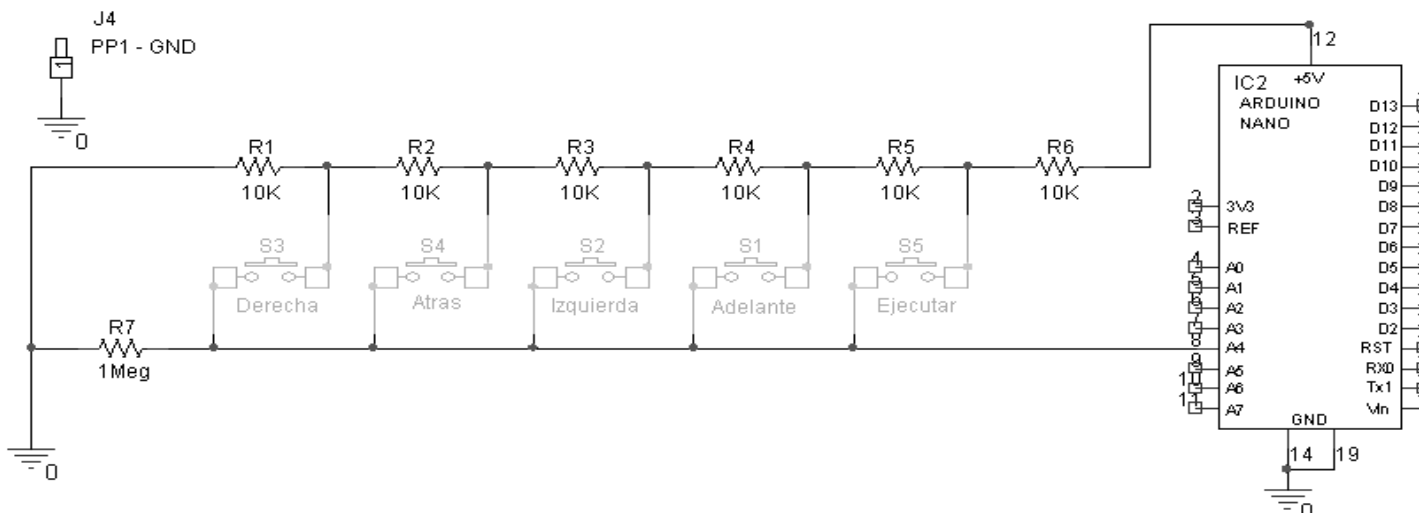 J4
PP1 - GND
1
0
12
IC2
+5V
ARDUINO
NANO
D13
D12
D11
D10
D9
D8
D7
D6
D5
D4
D3
D2
RST
RX0
Tx1
Vin
R1
R2
R3
R4
R5
R6
10K
10K
10K
10K
10K
10K
2
3V3
3
REF
4
A0
5
A1
6
A2
7
A3
8
A4
9
A5
10
A6
11
A7
S3
S4
S2
S1
S5
Derecha
Atras
Izquierda
Adelante
Ejecutar
R7
1Meg
GND
14
19
0
0